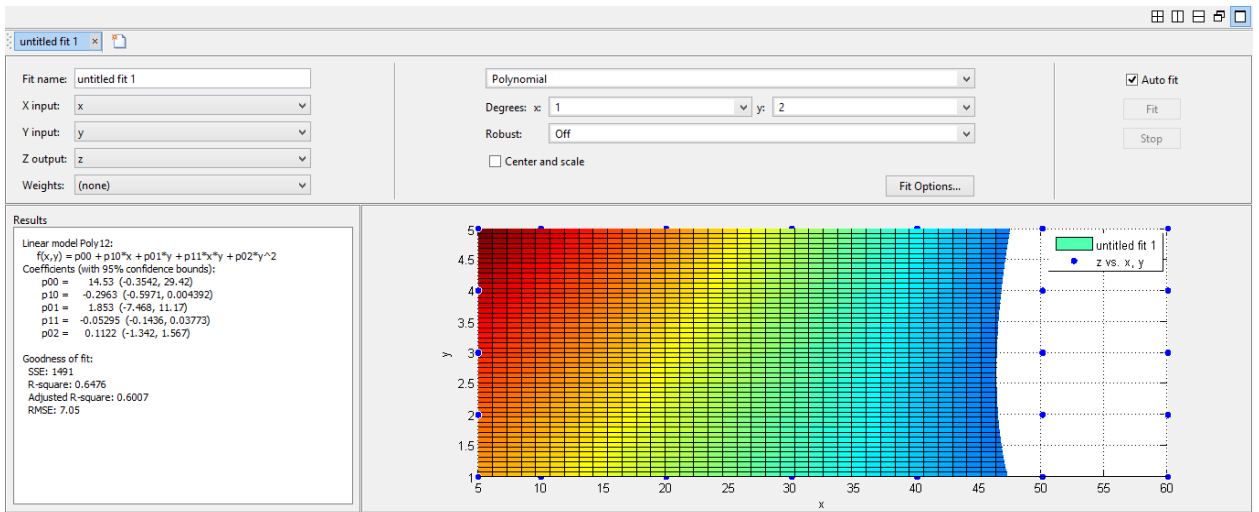 untitled fit 1
Fit name: untitled fit 1
X input: x
Y input: y
Z output: z
Weights: (none)
Polynomial
Degrees: x: 1 y: 2
Robust: Off
Center and scale
Fit Options...
Auto fit
Fit
Stop
Results
Linear model Poly12:
f(x,y) = p00 + p10*x + p01*y + p11*x*y + p02*y^2
Coefficients (with 95% confidence bounds):
p00 = 14.53 (-0.3542, 29.42)
p10 = -0.2963 (-0.5971, 0.004392)
p01 = 1.853 (-7.468, 11.17)
p11 = -0.05295 (-0.1436, 0.03773)
p02 = 0.1122 (-1.342, 1.567)
Goodness of fit:
SSE: 1491
R-square: 0.6476
Adjusted R-square: 0.6007
RMSE: 7.05
untitled fit 1
z vs. x, y
5
4.5
4
3.5
3
2.5
2
1.5
1
y
5 10 15 20 25 30 35 40 45 50 55 60
x